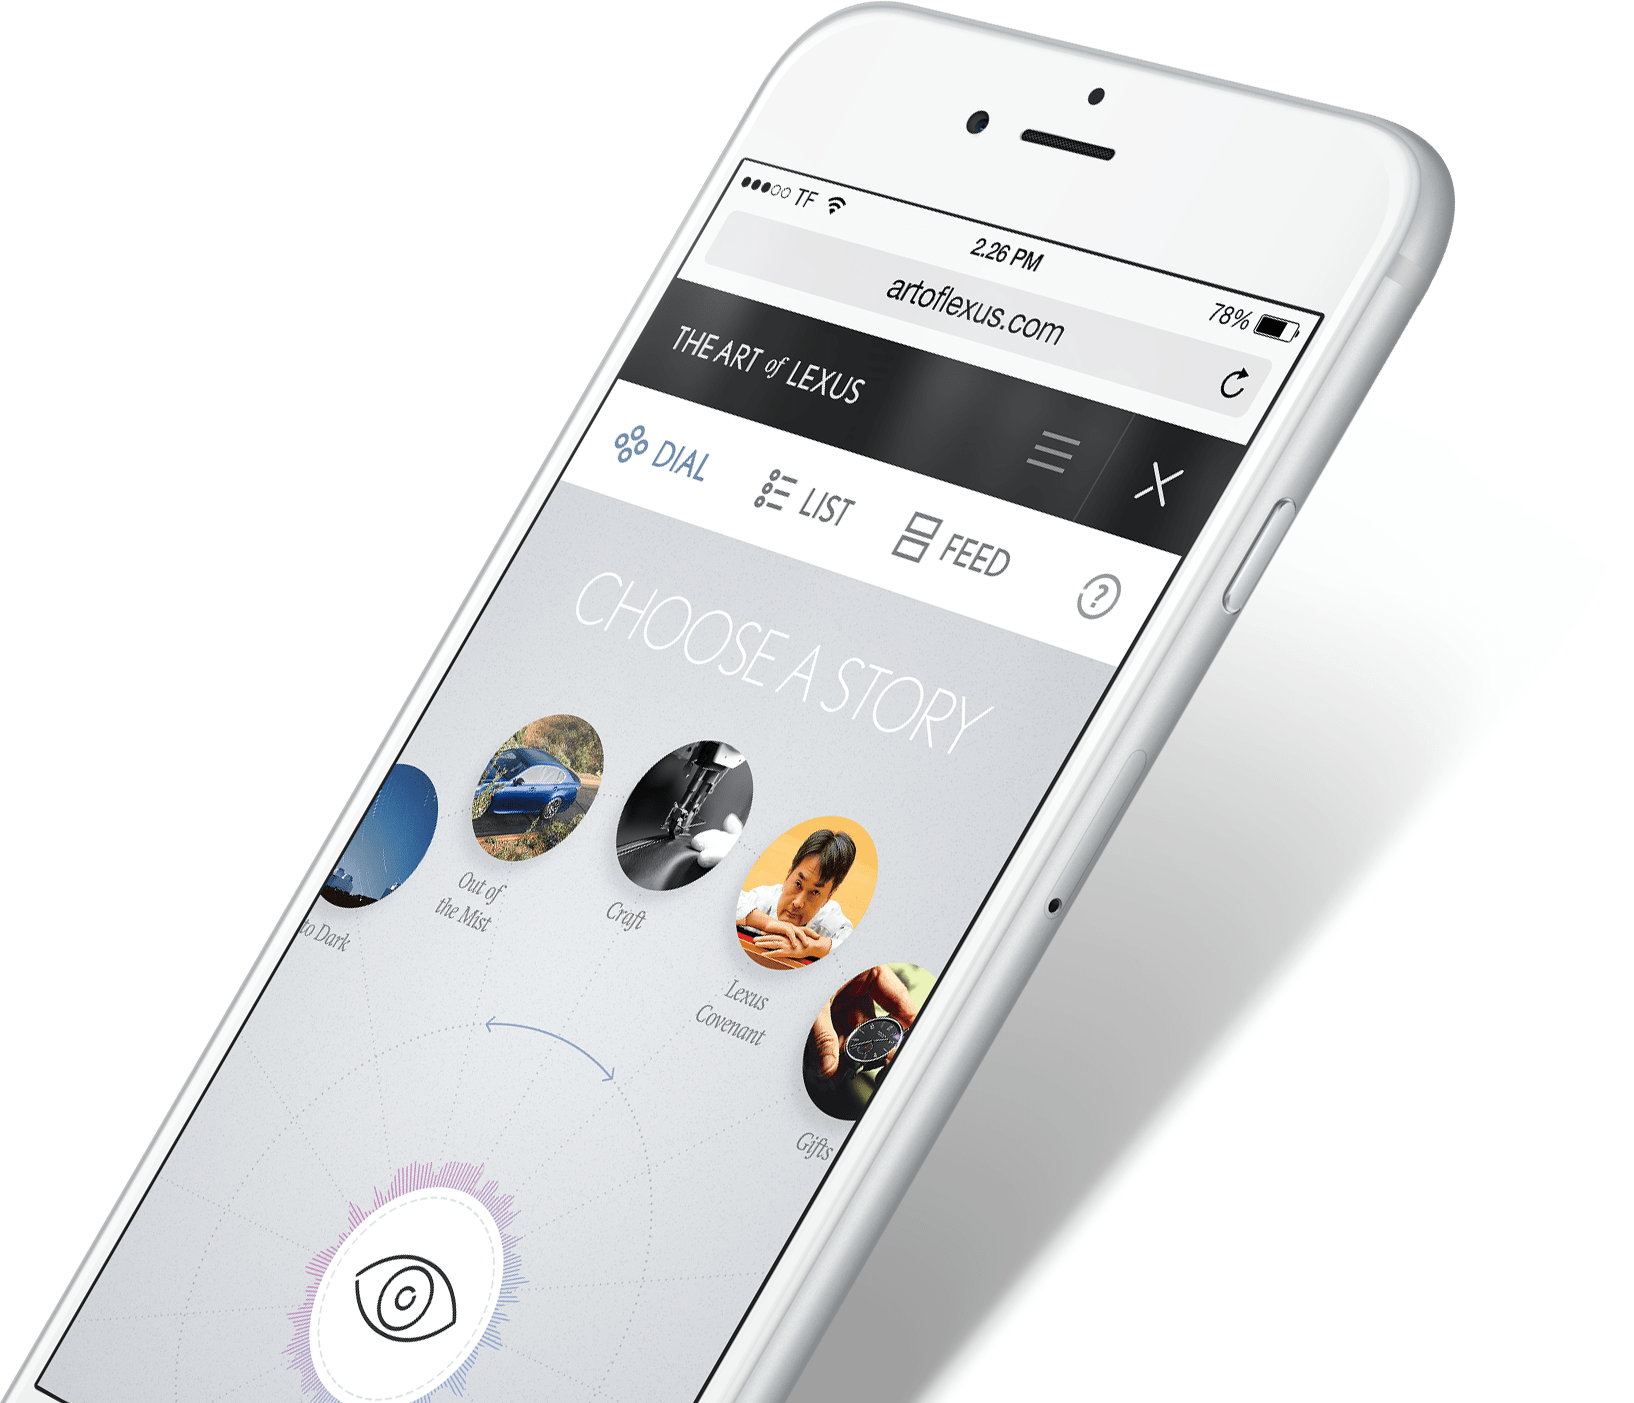 TF
2.26 PM
78%
artoflexus.com
THE ART of LEXUS
DIAL
LIST
FEED
?
CHOOSE A STORY
to Dark
Out of
the Mist
Craft
Lexus
Covenant
Gifts